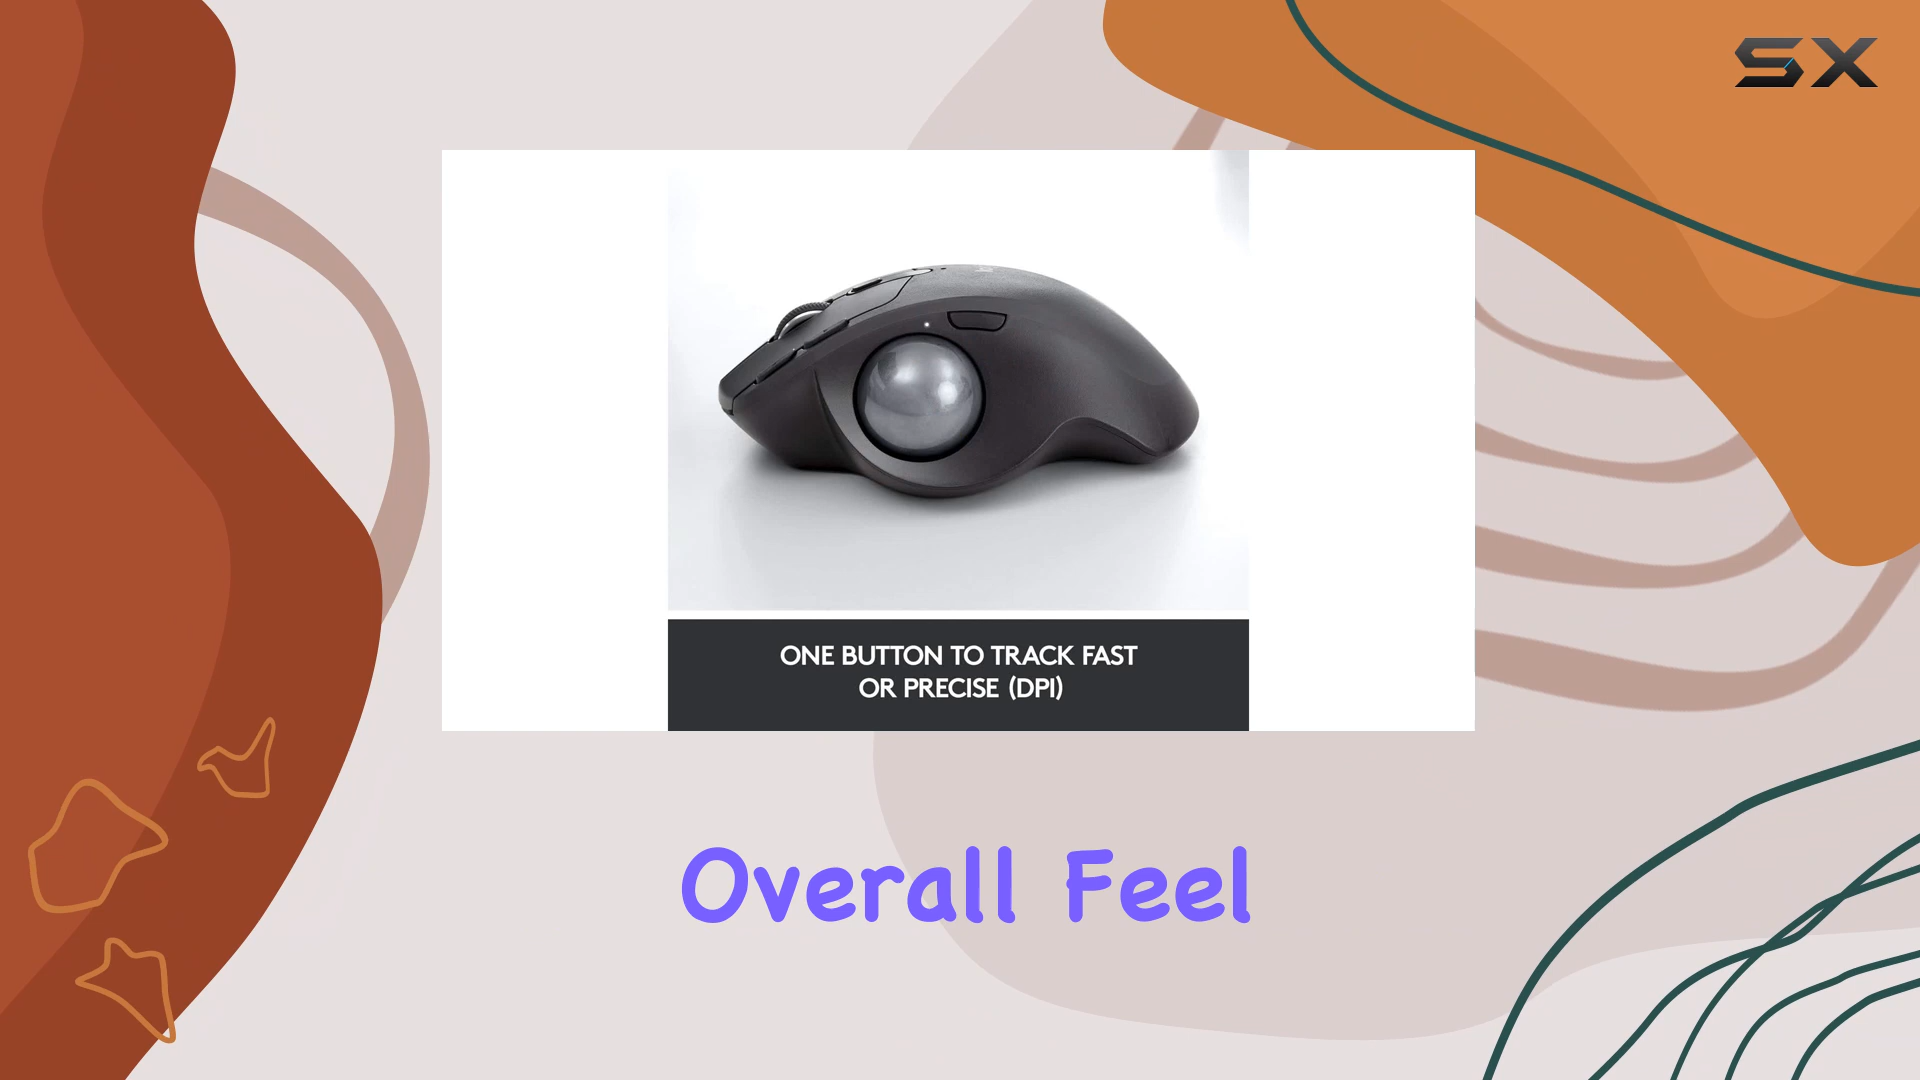 SX
ONE BUTTON TO TRACK FAST
OR PRECISE (DPI)
Overall Feel